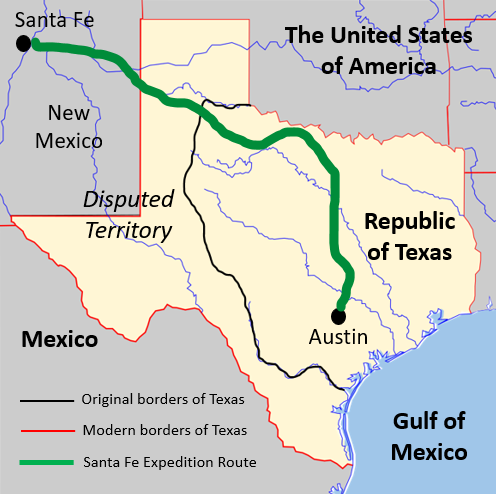 Santa Fe
The United States
of America
New
Mexico
Disputed
Territory
Republic
of Texas
Mexico
Austin
Original borders of Texas
Modern borders of Texas
Santa Fe Expedition Route
Gulf of
Mexico